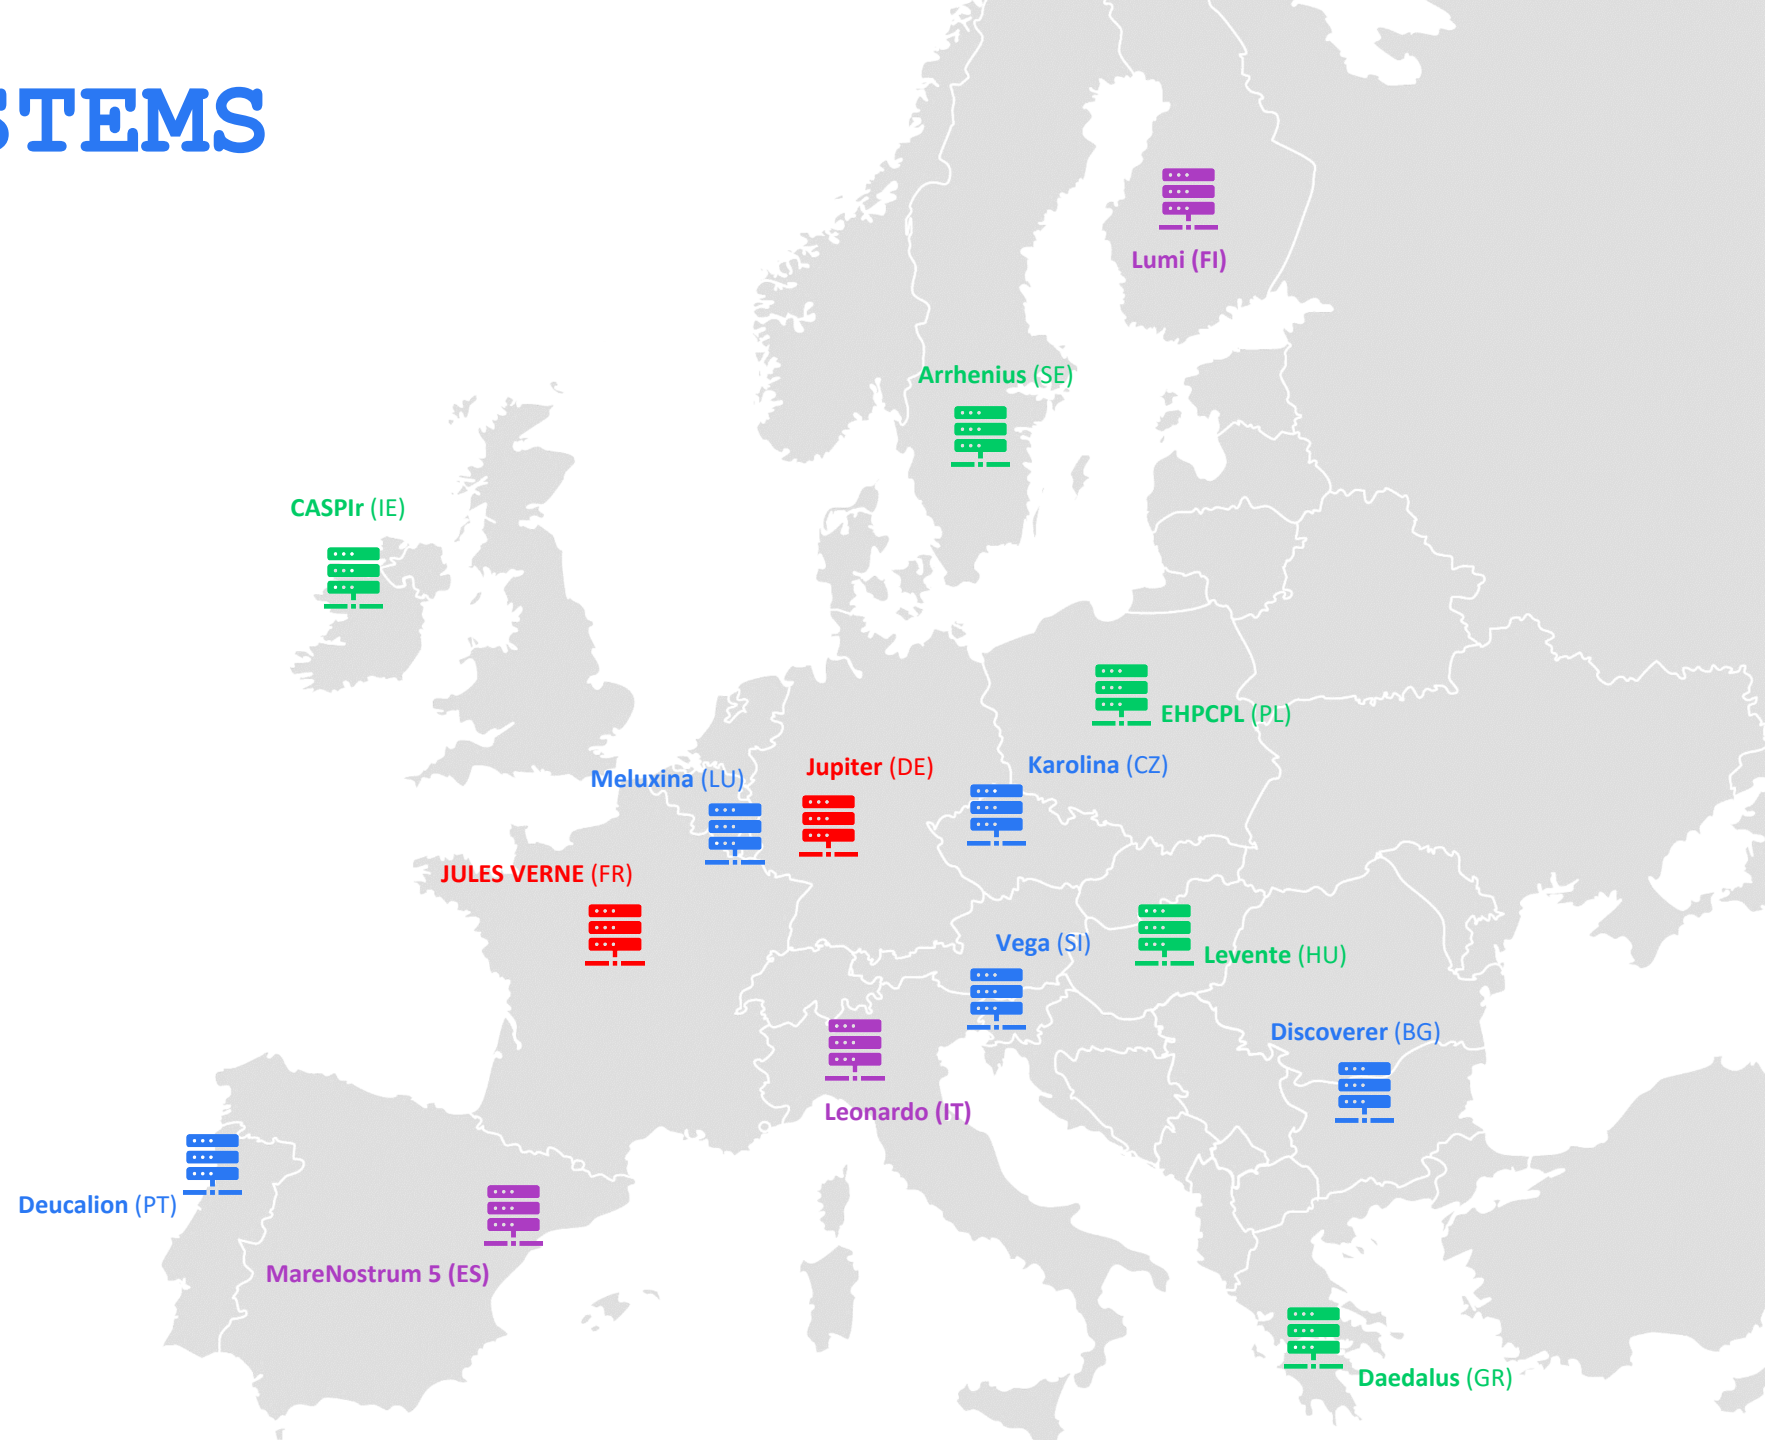 STEMS
Lumi (FI)
Arrhenius (SE)
CASPIr (IE)
EHPCPL (PL)
Karolina (CZ)
Jupiter (DE)
Meluxina (LU)
JULES VERNE (FR)
Vega (SI)
Levente (HU)
Discoverer (BG)
Leonardo (IT)
Deucalion (PT)
MareNostrum 5 (ES)
Daedalus (GR)